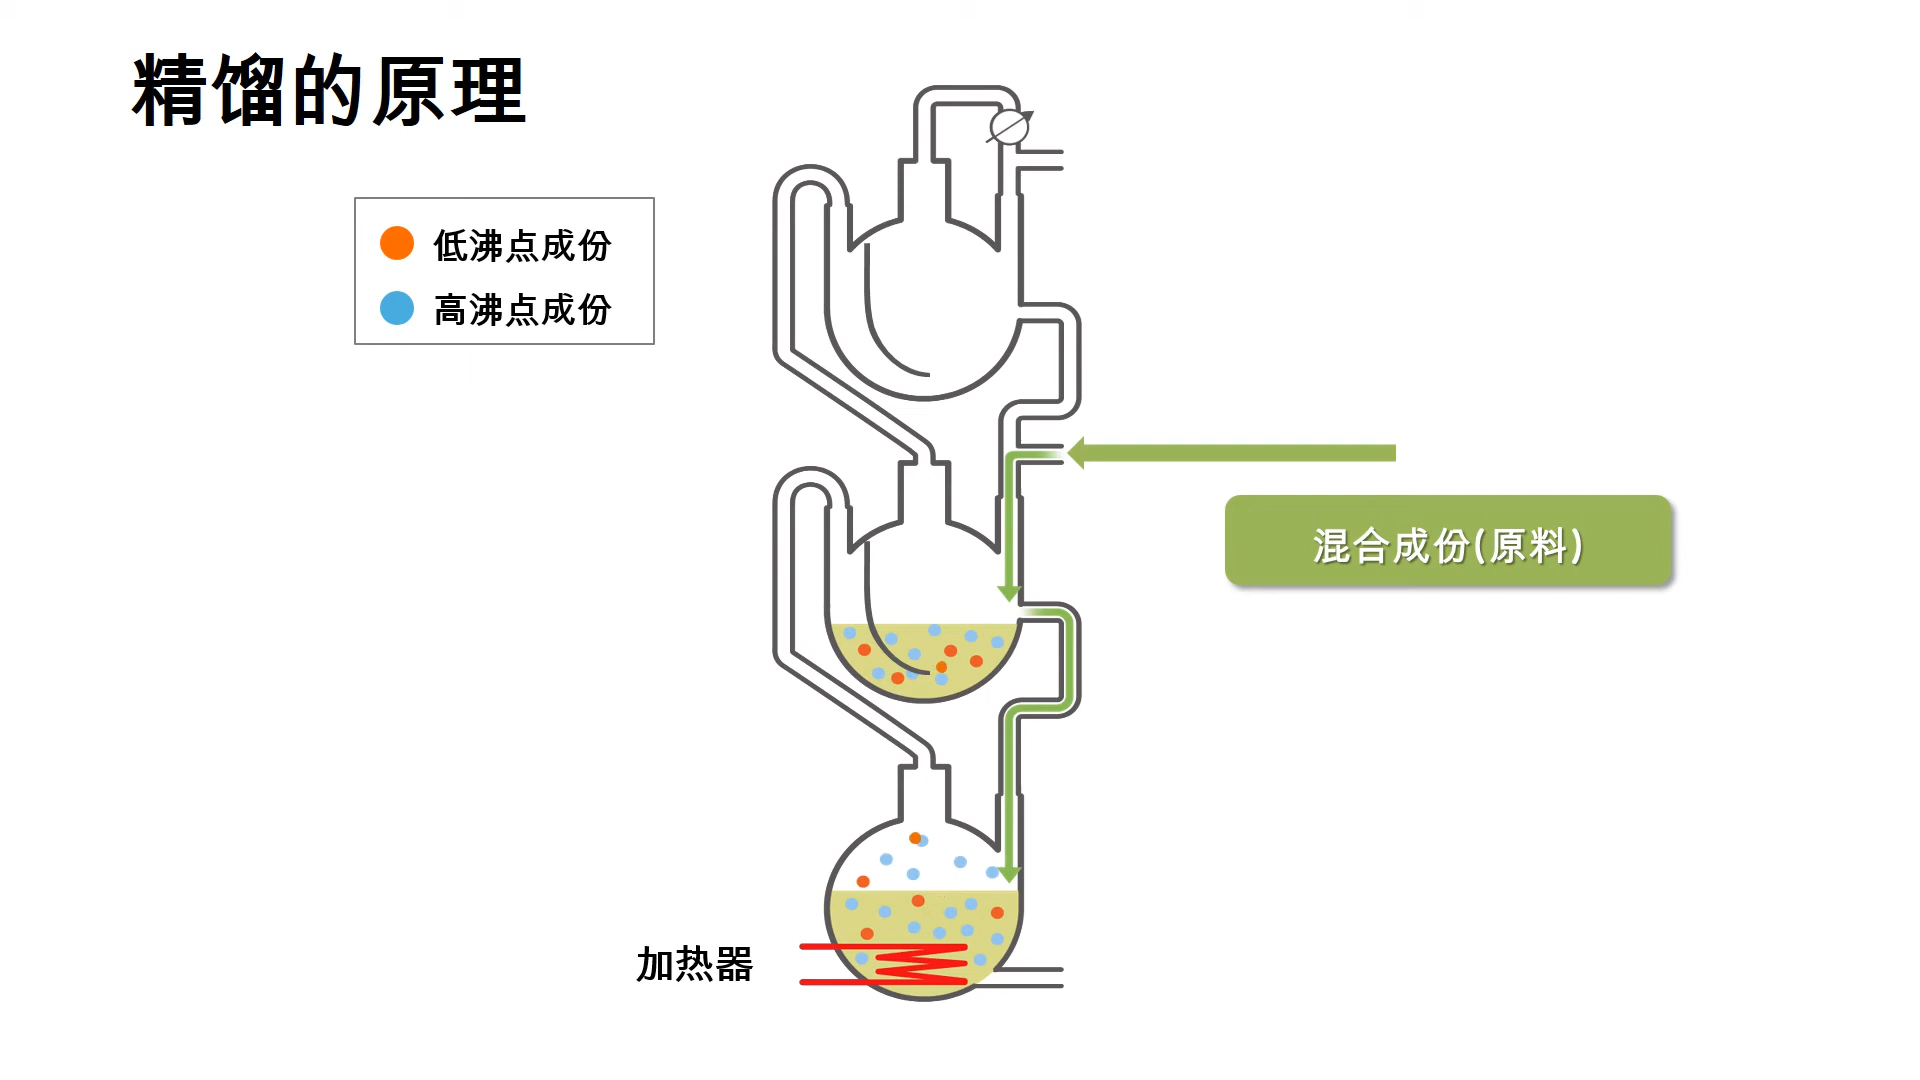 精馏的原理
低沸点成份
高沸点成份
混合成份(原料)
加热器